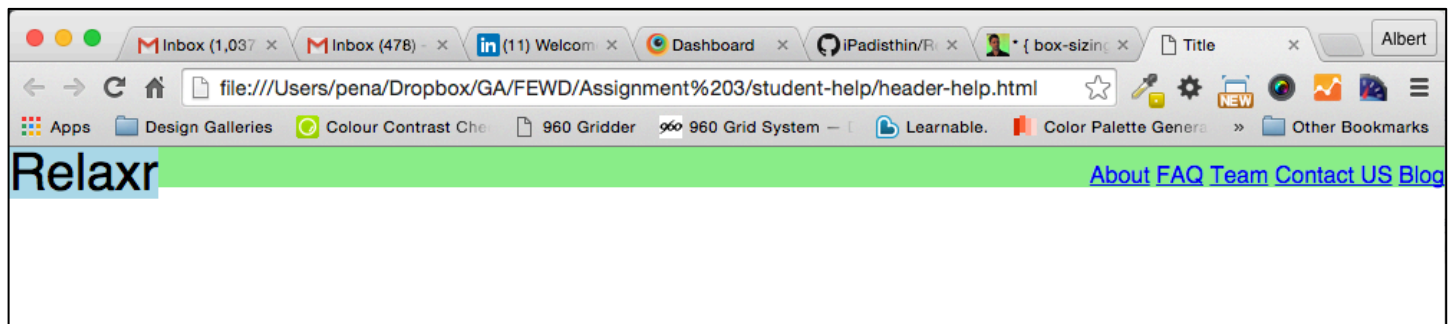 Inbox (1,037 Inbox (478) - in (11) Welcom Dashboard iPadisthin/R * { box-sizing Title Albert
file:///Users/pena/Dropbox/GA/FEWD/Assignment%203/student-help/header-help.html NEW
Apps Design Galleries Colour Contrast Che 960 960 Gridder 960 Grid System — Learnable. Color Palette Genera » Other Bookmarks
Relaxr About FAQ Team Contact US Blog